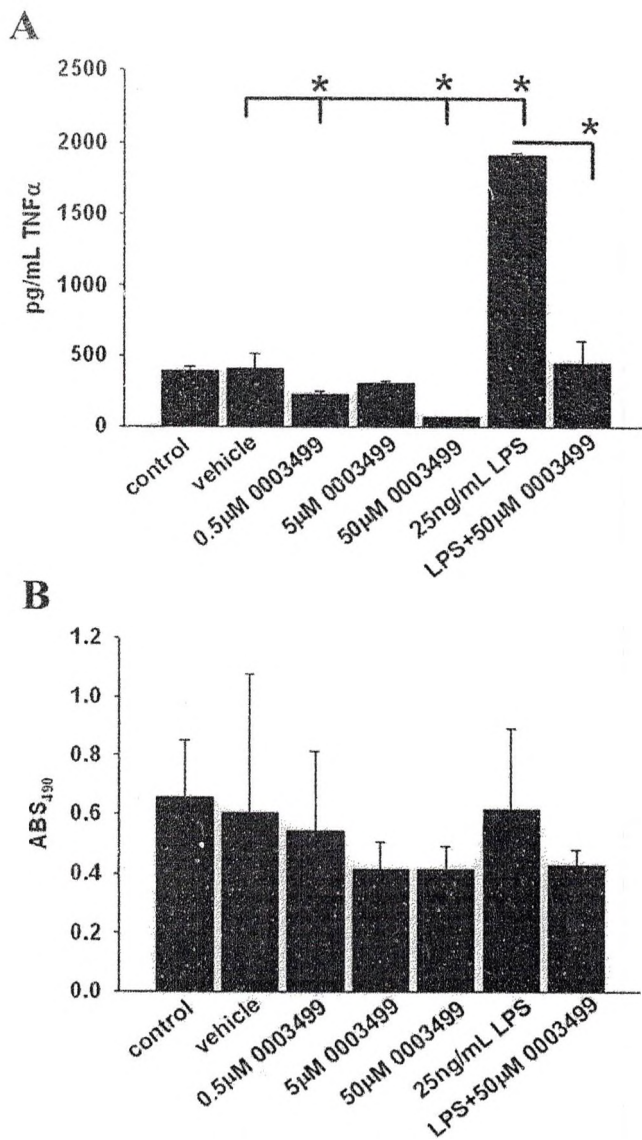 A
2500
2000
1500
1000
500
0
pg/mL TNFα
* * * *
control
vehicle
0.5µM 0003499
5µM 0003499
50µM 0003499
25ng/mL LPS
LPS+50µM 0003499
B
1.2
1.0
0.8
0.6
0.4
0.2
0.0
ABS490
control
vehicle
0.5µM 0003499
5µM 0003499
50µM 0003499
25ng/mL LPS
LPS+50µM 0003499